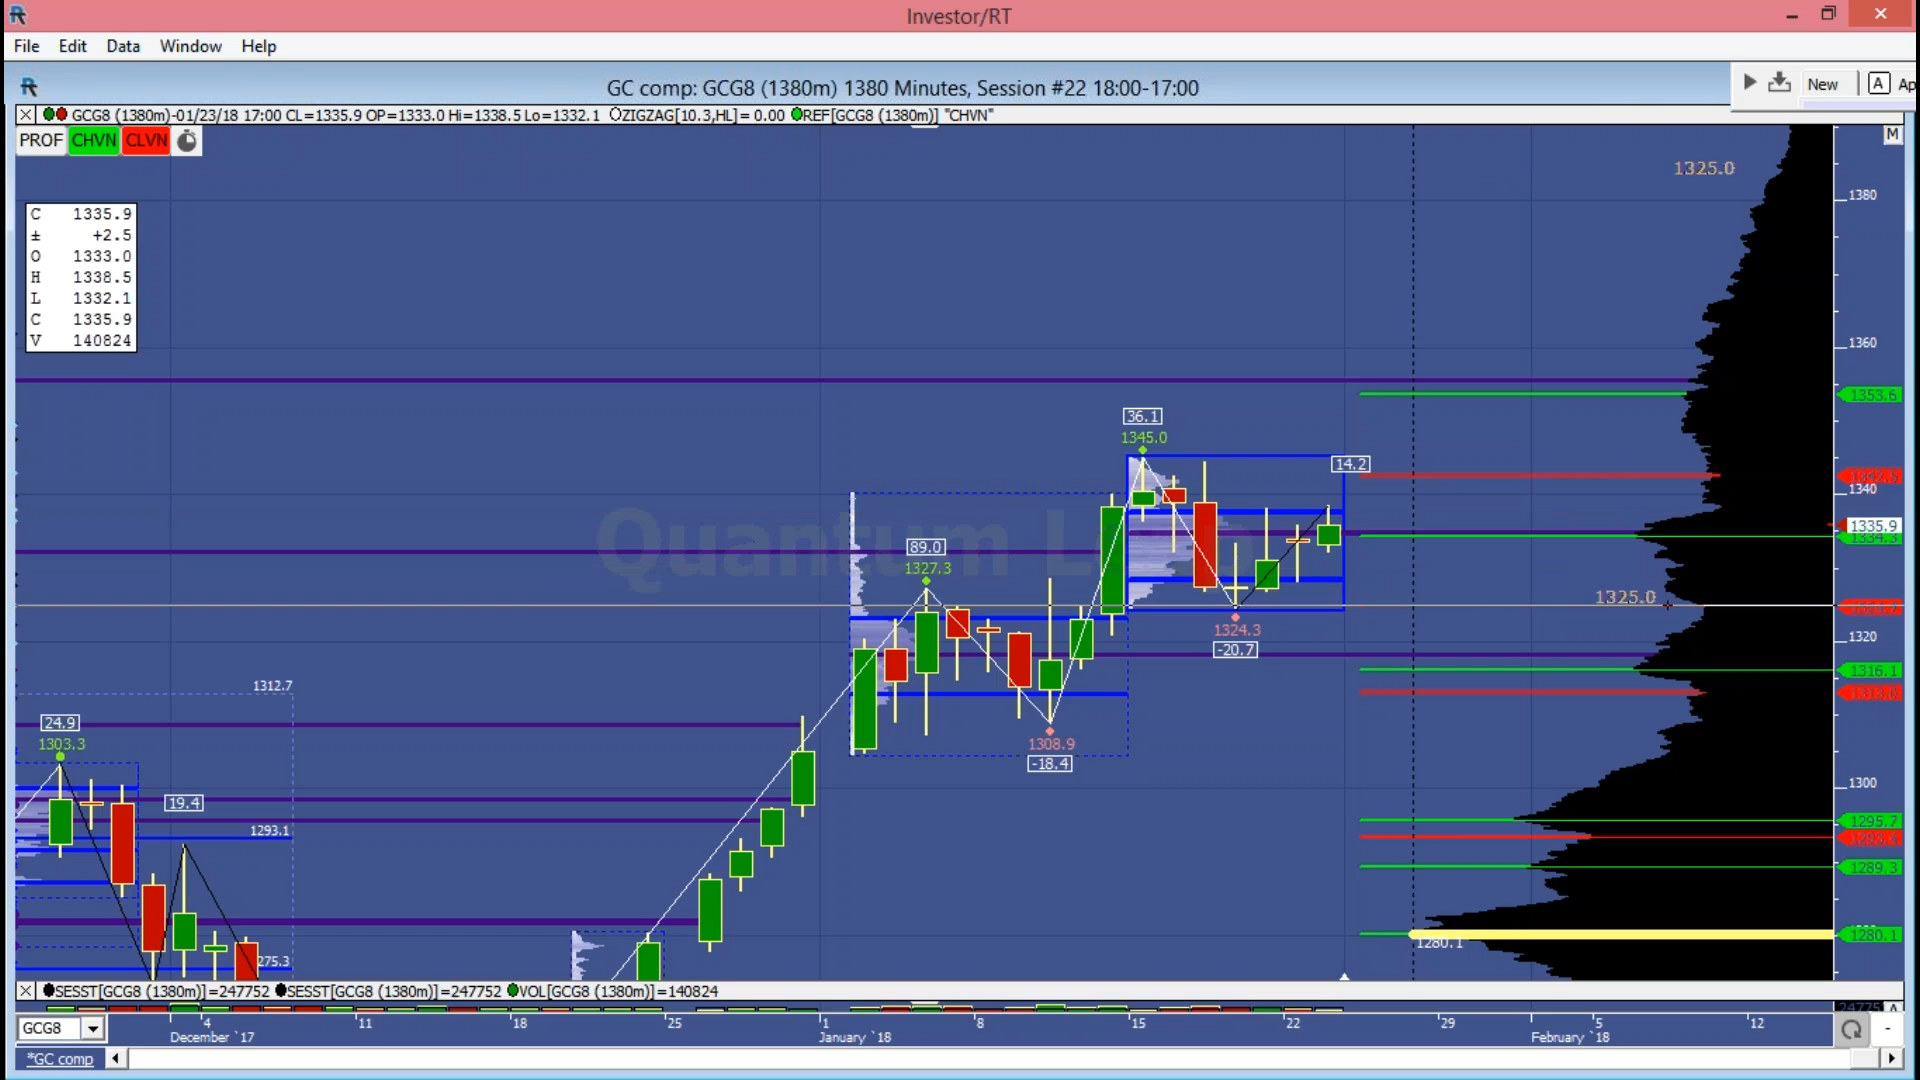 Investor/RT
File Edit Data Window Help
GC comp: GCG8 (1380m) 1380 Minutes, Session #22 18:00-17:00
New A Ap
GCG8 (1380m)-01/23/18 17:00 CL=1335.9 OP=1333.0 Hi=1338.5 Lo=1332.1 ZIGZAG[10.3,HL]= 0.00 REF[GCG8 (1380m)] "CHVN"
PROF CHVN CLVN
M
1325.0
1380
C 1335.9
± +2.5
O 1333.0
H 1338.5
L 1332.1
C 1335.9
V 140824
1360
1353.6
36.1
1345.0
14.2
1340
1335.9
1334.3
89.0
1327.3
1325.0
1324.3
-20.7
1320
1316.1
1312.7
24.9
1303.3
1308.9
-18.4
1300
19.4
1295.7
1293.1
1289.3
1280.1
1280.1
275.3
SESST[GCG8 (1380m)]=247752 SESST[GCG8 (1380m)]=247752 VOL[GCG8 (1380m)]=140824
GCG8
4 11 18 25 1 8 15 22 29 5 12
December `17 January `18 February `18
*GC comp